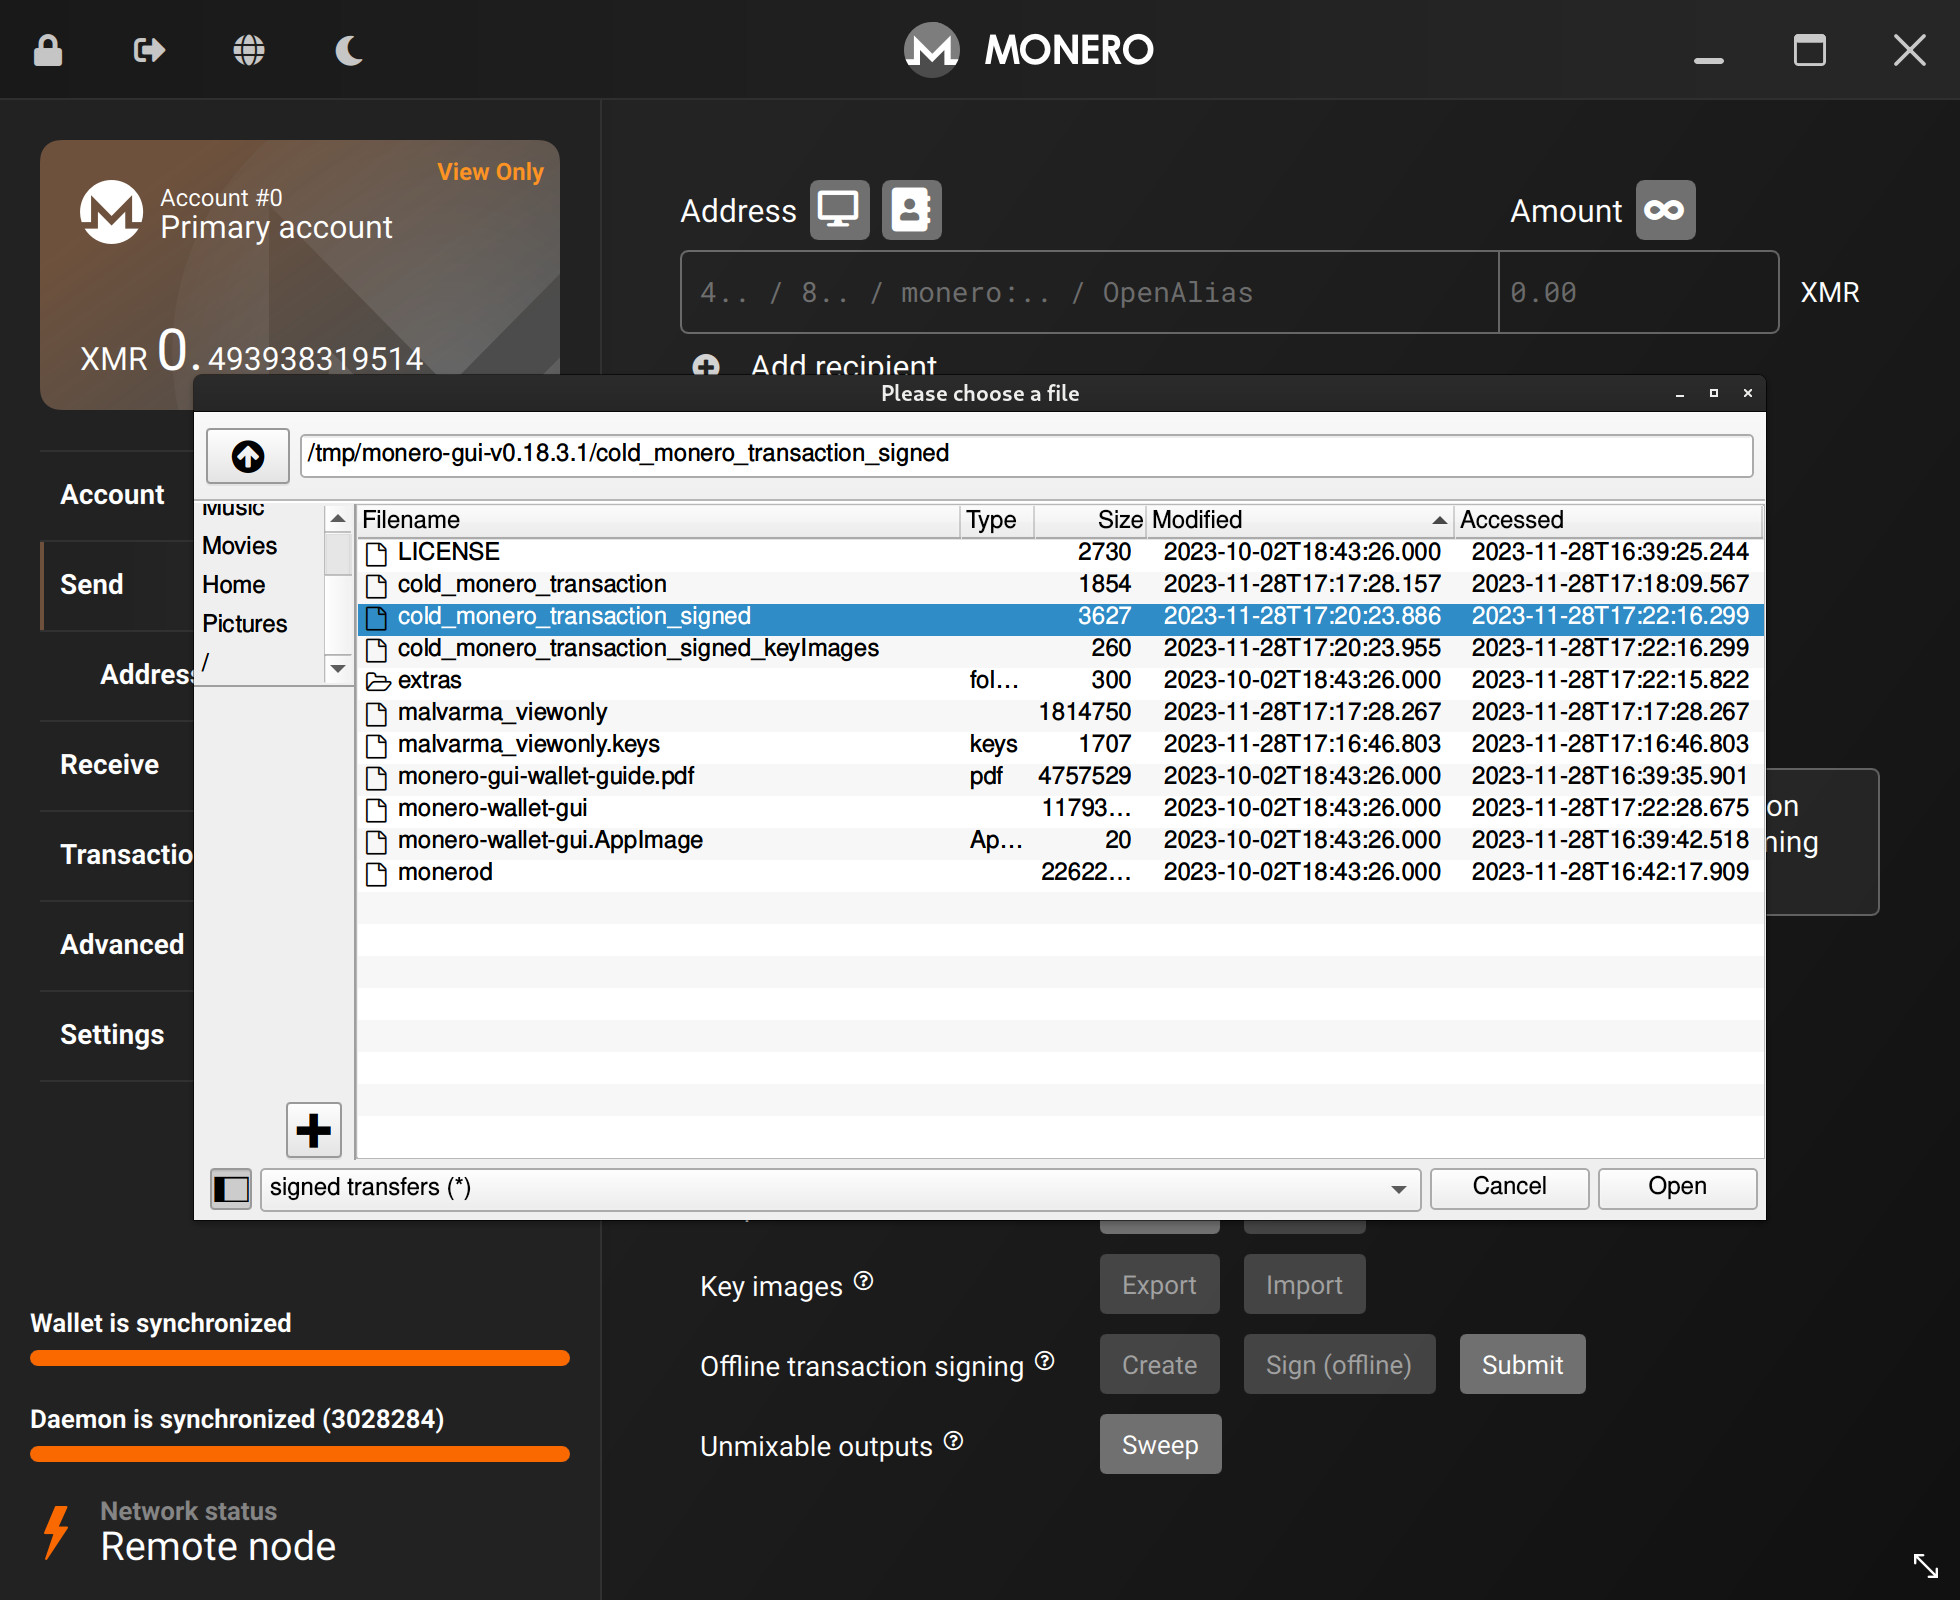 MONERO
View Only
Account #0
Primary account
XMR 0.493938319514
Address
Amount
4.. / 8.. / monero:.. / OpenAlias
0.00
XMR
Add recipient
Please choose a file
/tmp/monero-gui-v0.18.3.1/cold_monero_transaction_signed
Account
Send
Address
Receive
Transactio
Advanced
Settings
Music
Movies
Home
Pictures
/
Filename Type Size Modified Accessed
LICENSE 2730 2023-10-02T18:43:26.000 2023-11-28T16:39:25.244
cold_monero_transaction 1854 2023-11-28T17:17:28.157 2023-11-28T17:18:09.567
cold_monero_transaction_signed 3627 2023-11-28T17:20:23.886 2023-11-28T17:22:16.299
cold_monero_transaction_signed_keyImages 260 2023-11-28T17:20:23.955 2023-11-28T17:22:16.299
extras fol... 300 2023-10-02T18:43:26.000 2023-11-28T17:22:15.822
malvarma_viewonly 1814750 2023-11-28T17:17:28.267 2023-11-28T17:17:28.267
malvarma_viewonly.keys keys 1707 2023-11-28T17:16:46.803 2023-11-28T17:16:46.803
monero-gui-wallet-guide.pdf pdf 4757529 2023-10-02T18:43:26.000 2023-11-28T16:39:35.901
monero-wallet-gui 11793... 2023-10-02T18:43:26.000 2023-11-28T17:22:28.675
monero-wallet-gui.AppImage Ap... 20 2023-10-02T18:43:26.000 2023-11-28T16:39:42.518
monerod 22622... 2023-10-02T18:43:26.000 2023-11-28T16:42:17.909
on
ning
signed transfers (*)
Cancel
Open
Key images
Export
Import
Offline transaction signing
Create
Sign (offline)
Submit
Unmixable outputs
Sweep
Wallet is synchronized
Daemon is synchronized (3028284)
Network status
Remote node